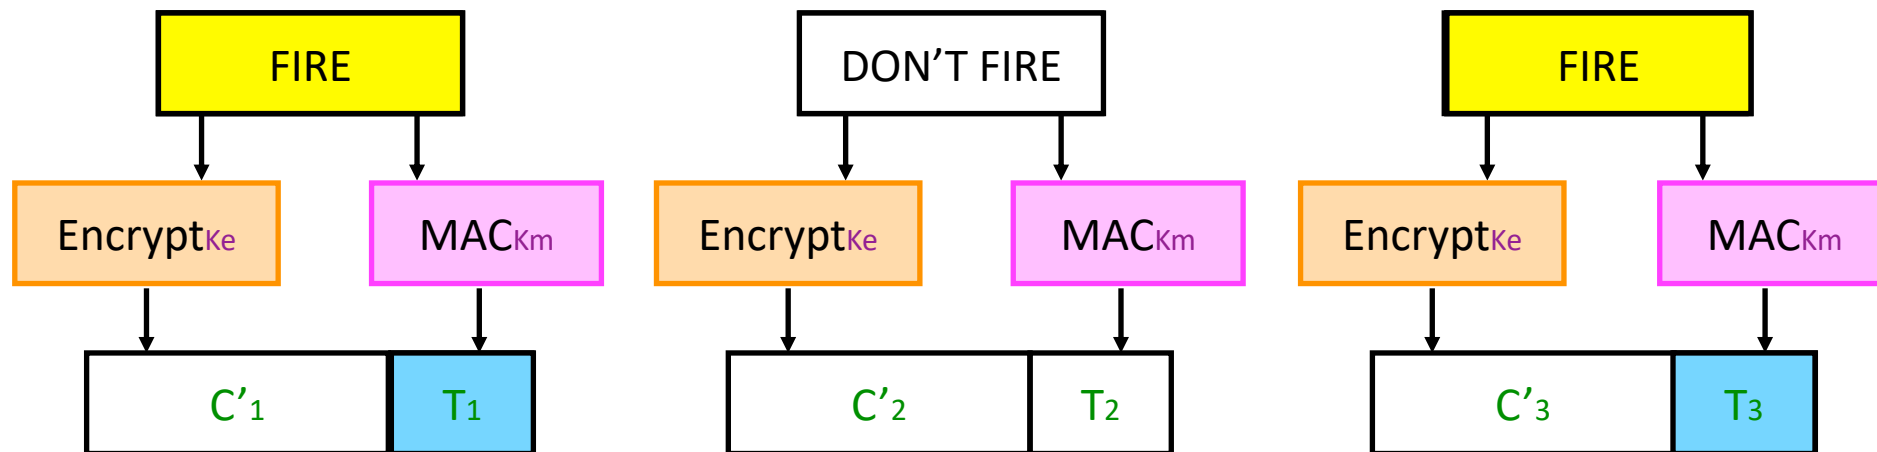 FIRE
DON’T FIRE
FIRE
EncryptKe
MACKm
EncryptKe
MACKm
EncryptKe
MACKm
C’1
T1
C’2
T2
C’3
T3